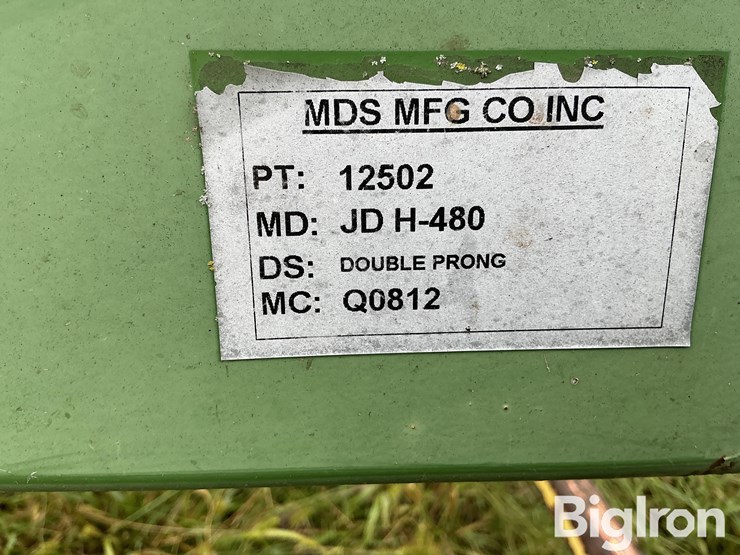 MDS MFG CO INC
PT: 12502
MD: JD H-480
DS: DOUBLE PRONG
MC: Q0812
BigIron